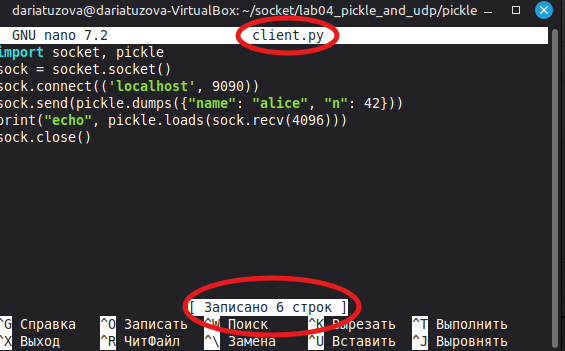 dariatuzova@dariatuzova-VirtualBox: ~/socket/lab04_pickle_and_udp/pickle
GNU nano 7.2 client.py
import socket, pickle
sock = socket.socket()
sock.connect(('localhost', 9090))
sock.send(pickle.dumps({"name": "alice", "n": 42}))
print("echo", pickle.loads(sock.recv(4096)))
sock.close()
[ Записано 6 строк ]
^G Справка ^O Записать ^W Поиск ^K Вырезать ^T Выполнить
^X Выход ^R ЧитФайл ^\ Замена ^U Вставить ^J Выровнять